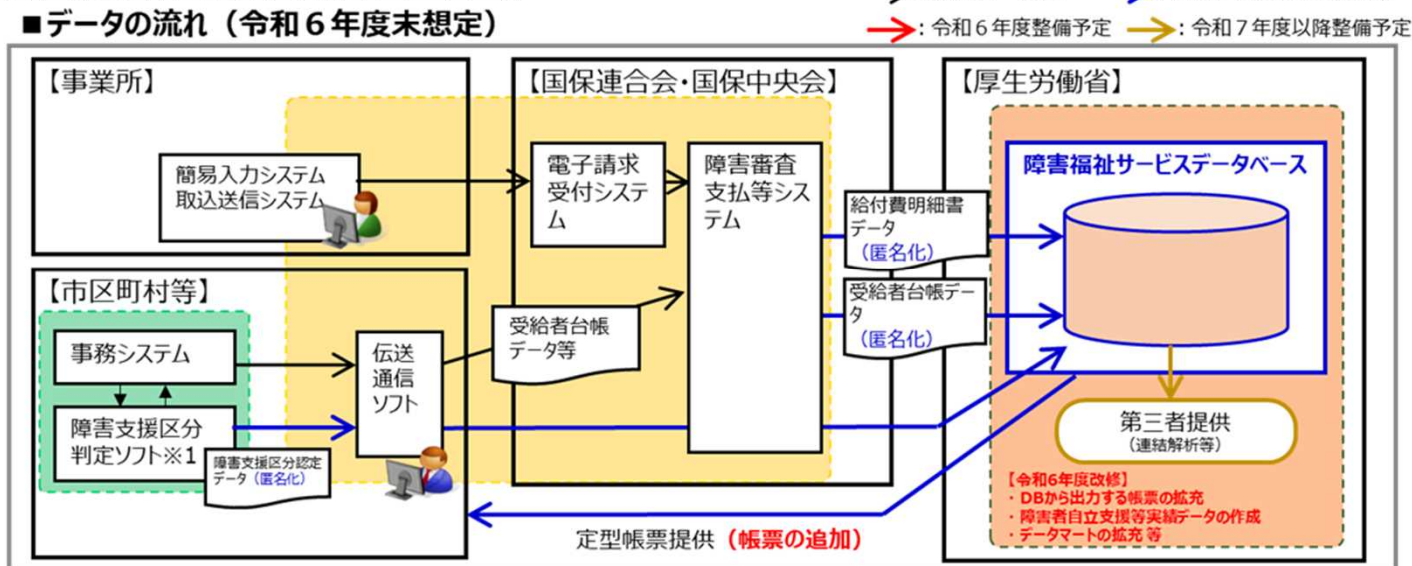 ■データの流れ（令和６年度末想定）
：令和６年度整備予定
：令和７年度以降整備予定
【事業所】
簡易入力システム
取込送信システム
【国保連合会・国保中央会】
電子請求
受付システ
ム
障害審査
支払等シス
テム
【厚生労働省】
障害福祉サービスデータベース
給付費明細書
データ
（匿名化）
受給者台帳デー
タ
（匿名化）
【市区町村等】
事務システム
障害支援区分
判定ソフト※1
障害支援区分認定
データ（匿名化）
伝送
通信
ソフト
受給者台帳
データ等
第三者提供
（連結解析等）
【令和6年度改修】
・DBから出力する帳票の拡充
・障害者自立支援等実績データの作成
・データマートの拡充 等
定型帳票提供（帳票の追加）